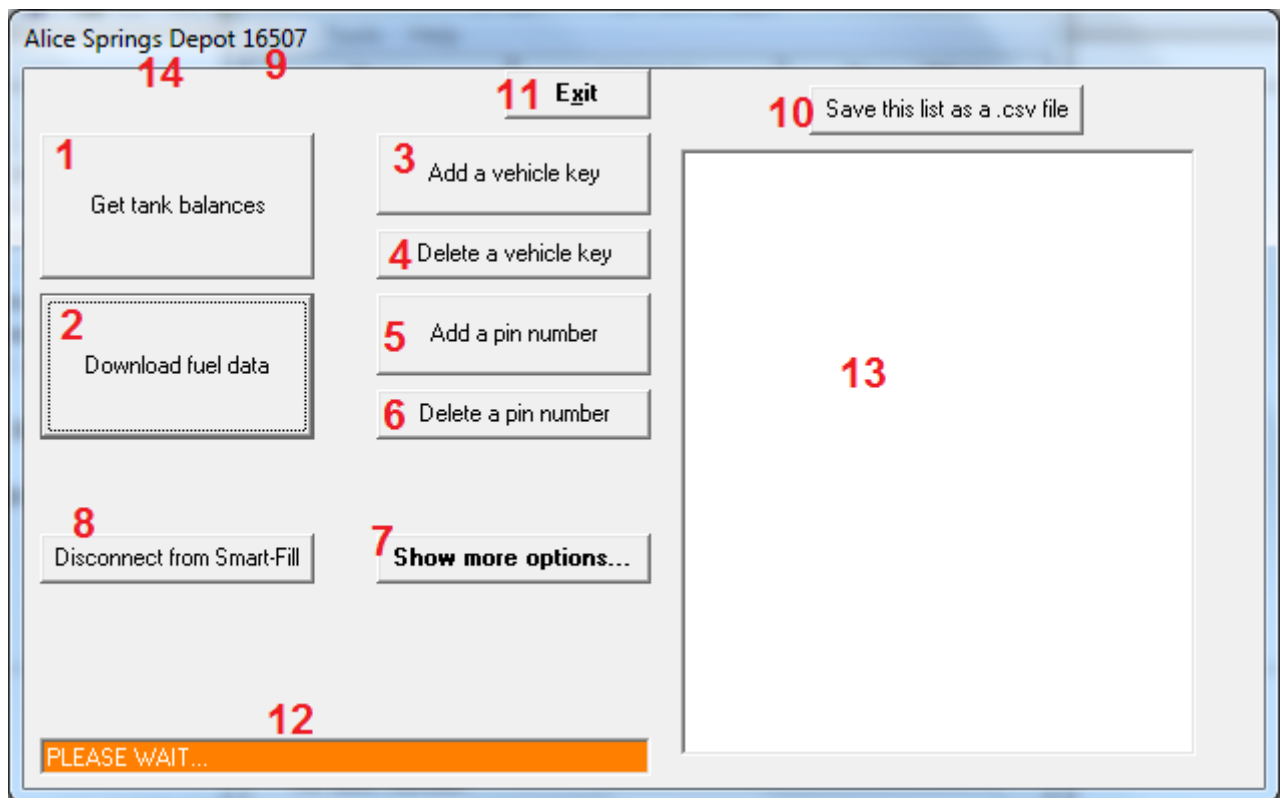 Alice Springs Depot 16507
14
9
11 Exit
10 Save this list as a .csv file
1
Get tank balances
3 Add a vehicle key
4 Delete a vehicle key
2
Download fuel data
5 Add a pin number
6 Delete a pin number
13
8
Disconnect from Smart-Fill
7 Show more options...
12
PLEASE WAIT...